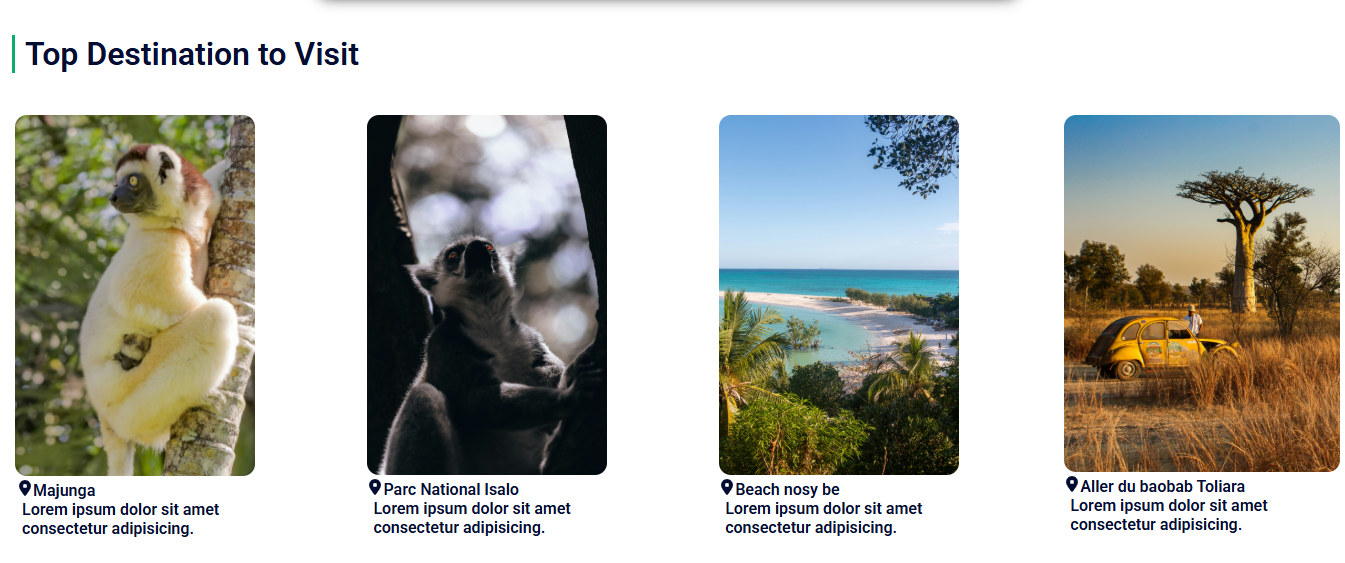 Top Destination to Visit
Majunga
Lorem ipsum dolor sit amet
consectetur adipisicing.
Parc National Isalo
Lorem ipsum dolor sit amet
consectetur adipisicing.
Beach nosy be
Lorem ipsum dolor sit amet
consectetur adipisicing.
Aller du baobab Toliara
Lorem ipsum dolor sit amet
consectetur adipisicing.